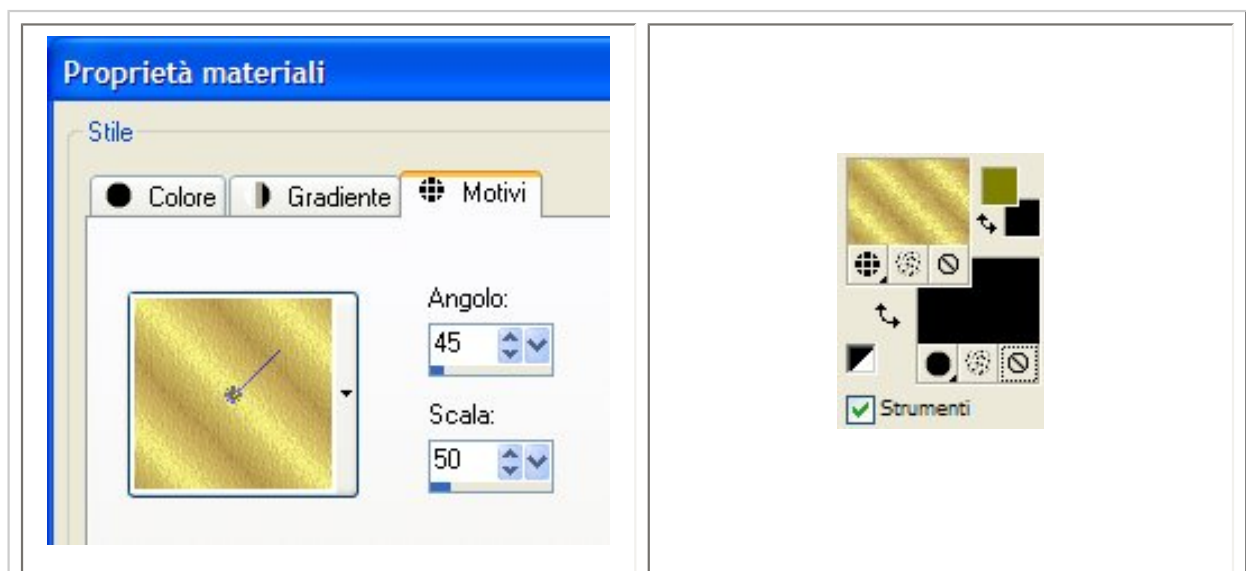 Proprietà materiali
Stile
Colore Gradiente Motivi
Angolo:
45
Scala:
50
Strumenti